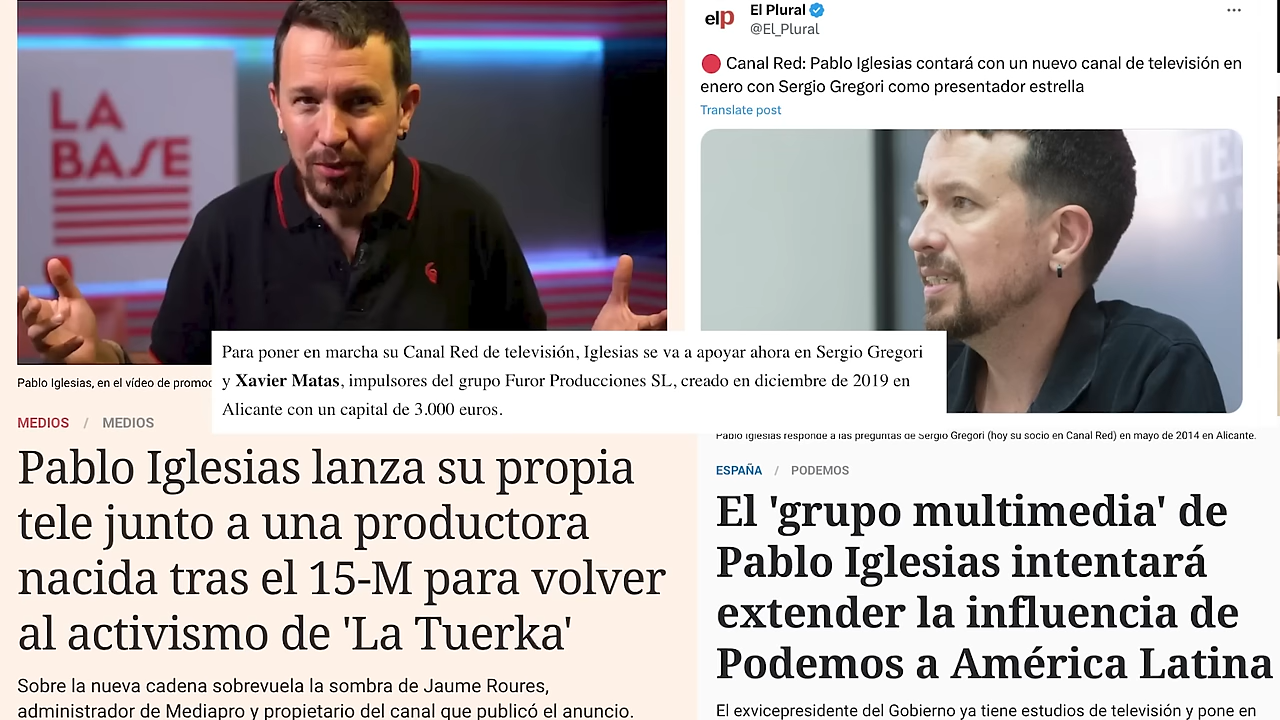 LA
BASE
Pablo Iglesias, en el vídeo de promoc
MEDIOS / MEDIOS
Pablo Iglesias lanza su propia
tele junto a una productora
nacida tras el 15-M para volver
al activismo de 'La Tuerka'
Sobre la nueva cadena sobrevuela la sombra de Jaume Roures,
administrador de Mediapro y propietario del canal que publicó el anuncio.
Para poner en marcha su Canal Red de televisión, Iglesias se va a apoyar ahora en Sergio Gregori
y Xavier Matas, impulsores del grupo Furor Producciones SL, creado en diciembre de 2019 en
Alicante con un capital de 3.000 euros.
elp
El Plural
@El_Plural
Canal Red: Pablo Iglesias contará con un nuevo canal de televisión en
enero con Sergio Gregori como presentador estrella
Translate post
Pablo Iglesias responde a las preguntas de Sergio Gregori (hoy su socio en Canal Red) en mayo de 2014 en Alicante.
ESPAÑA / PODEMOS
El 'grupo multimedia' de
Pablo Iglesias intentará
extender la influencia de
Podemos a América Latina
El exvicepresidente del Gobierno ya tiene estudios de televisión y pone en